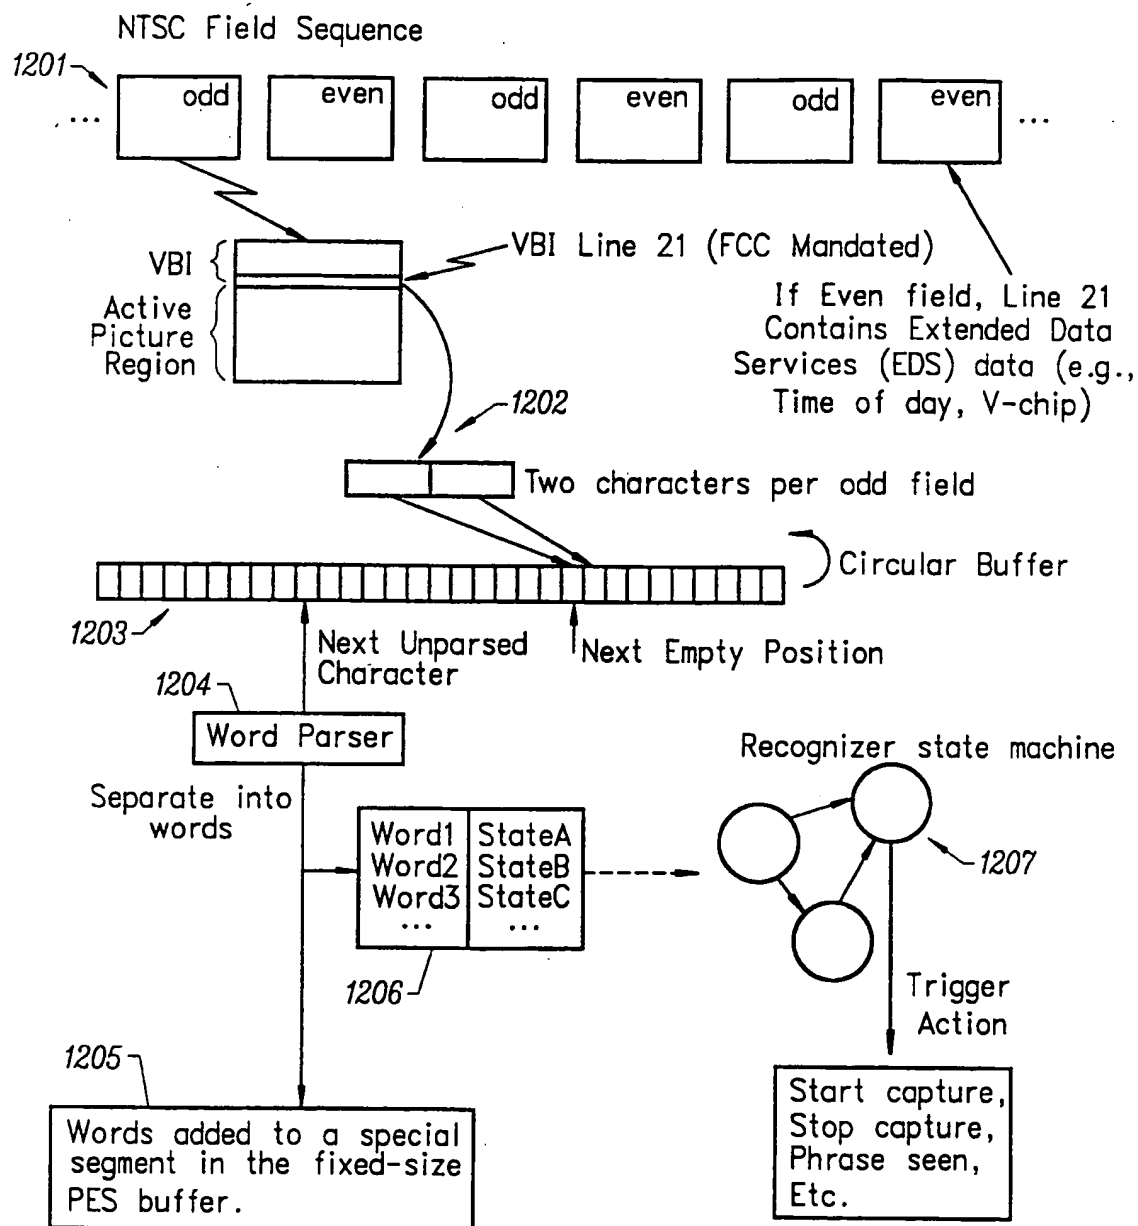 NTSC Field Sequence
1201
... odd even odd even odd even ...
VBI
VBI Line 21 (FCC Mandated)
Active
Picture
Region
If Even field, Line 21
Contains Extended Data
Services (EDS) data (e.g.,
Time of day, V-chip)
1202
Two characters per odd field
Circular Buffer
1203
Next Unparsed
Character
Next Empty Position
1204
Word Parser
Recognizer state machine
Separate into
words
Word1 StateA
Word2 StateB
Word3 StateC
... ...
1207
1206
Trigger
Action
1205
Words added to a special
segment in the fixed-size
PES buffer.
Start capture,
Stop capture,
Phrase seen,
Etc.